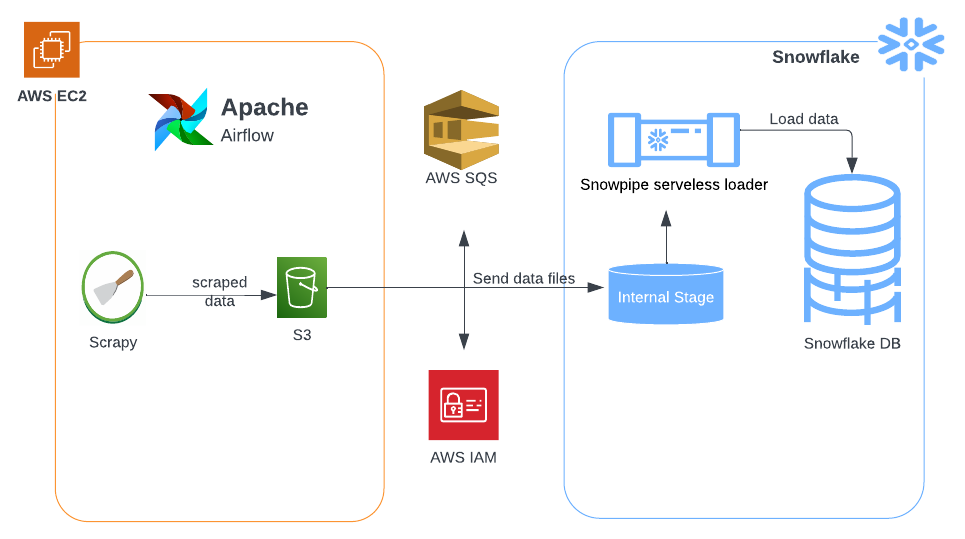 AWS EC2
Apache
Airflow
scraped
data
Scrapy
S3
AWS SQS
Send data files
AWS IAM
Snowflake
Snowpipe serveless loader
Load data
Internal Stage
Snowflake DB